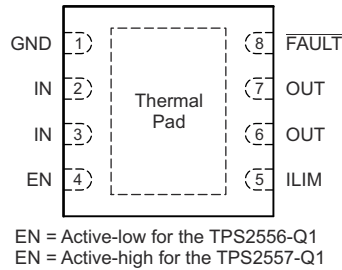 GND 1 8 FAULT
IN 2 Thermal 7 OUT
Pad
IN 3 6 OUT
EN 4 5 ILIM
EN = Active-low for the TPS2556-Q1
EN = Active-high for the TPS2557-Q1